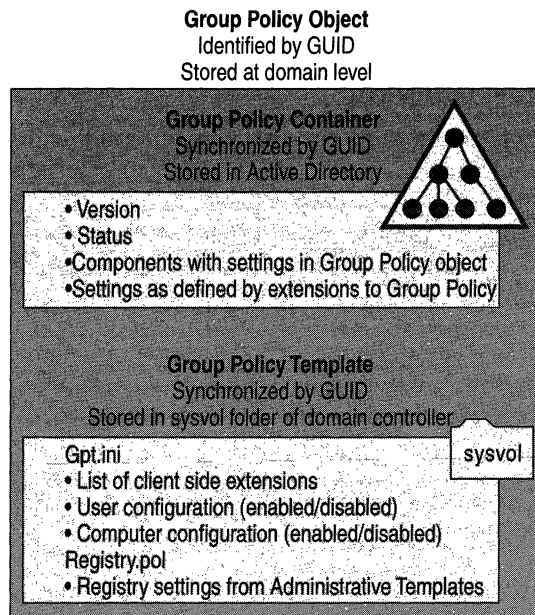 Group Policy Object
Identified by GUID
Stored at domain level
Group Policy Container
Synchronized by GUID
Stored in Active Directory
• Version
• Status
•Components with settings in Group Policy object
•Settings as defined by extensions to Group Policy
Group Policy Template
Synchronized by GUID
Stored in sysvol folder of domain controller
sysvol
Gpt.ini
• List of client side extensions
• User configuration (enabled/disabled)
• Computer configuration (enabled/disabled)
Registry.pol
• Registry settings from Administrative Templates